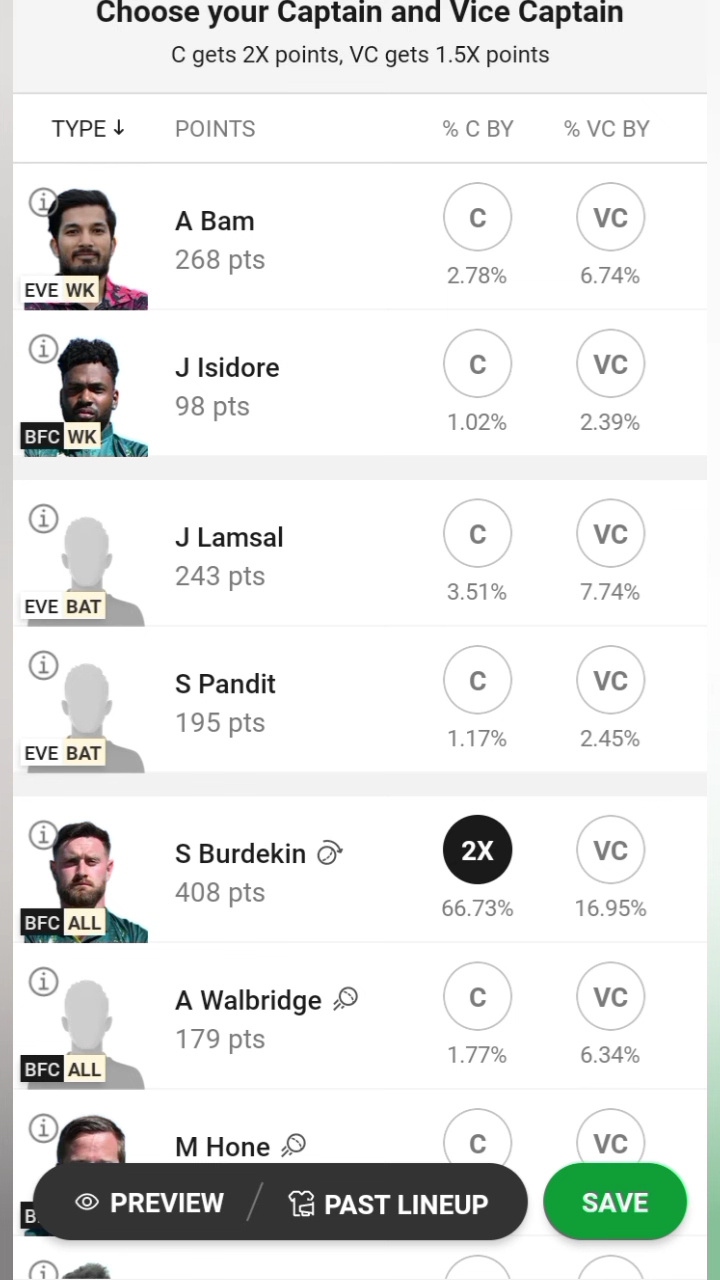 Choose your Captain and Vice Captain
C gets 2X points, VC gets 1.5X points
TYPE ↓ POINTS % C BY % VC BY
A Bam
268 pts
C VC
2.78% 6.74%
EVE WK
J Isidore
98 pts
C VC
1.02% 2.39%
BFC WK
J Lamsal
243 pts
C VC
3.51% 7.74%
EVE BAT
S Pandit
195 pts
C VC
1.17% 2.45%
EVE BAT
S Burdekin
408 pts
2X VC
66.73% 16.95%
BFC ALL
A Walbridge
179 pts
C VC
1.77% 6.34%
BFC ALL
M Hone
C VC
PREVIEW / PAST LINEUP SAVE